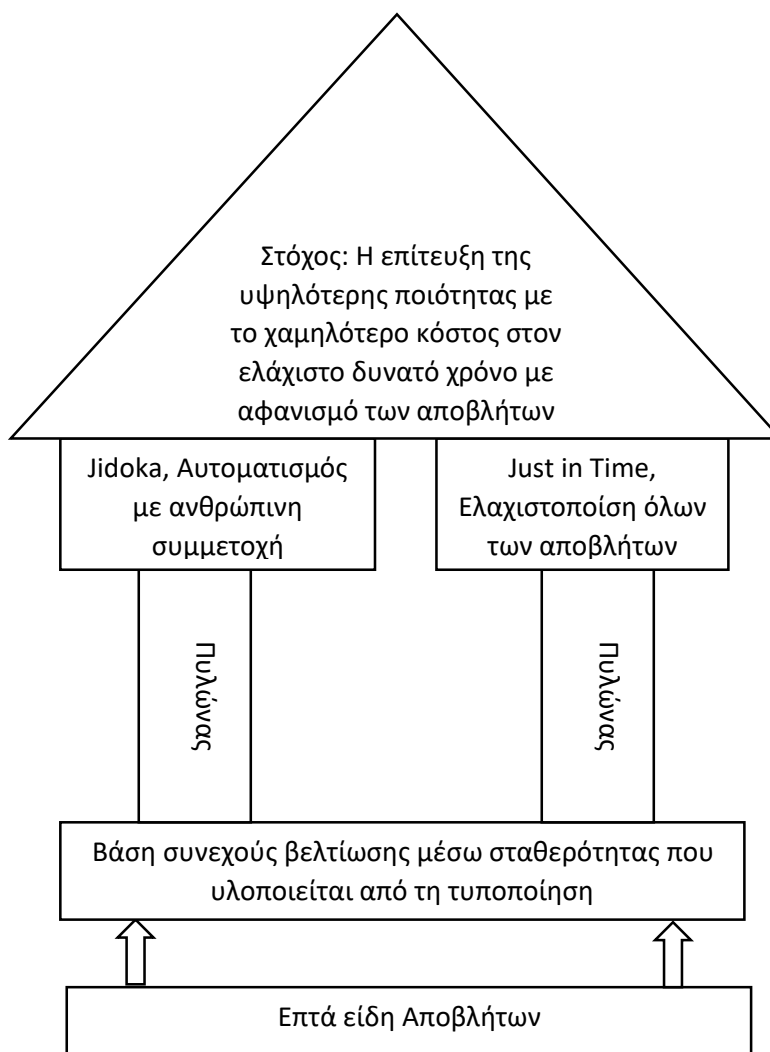 Στόχος: Η επίτευξη της
υψηλότερης ποιότητας με
το χαμηλότερο κόστος στον
ελάχιστο δυνατό χρόνο με
αφανισμό των αποβλήτων
Jidoka, Αυτοματισμός
με ανθρώπινη
συμμετοχή
Just in Time,
Ελαχιστοποίση όλων
των αποβλήτων
Πυλώνας
Πυλώνας
Βάση συνεχούς βελτίωσης μέσω σταθερότητας που
υλοποιείται από τη τυποποίηση
Επτά είδη Αποβλήτων